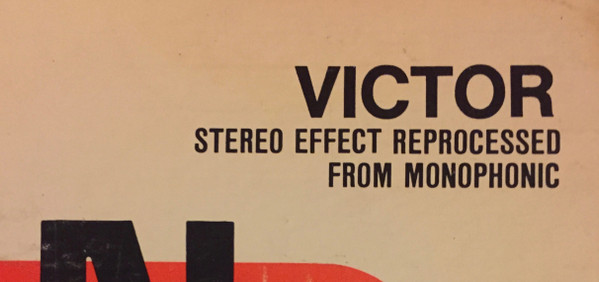 VICTOR
STEREO EFFECT REPROCESSED
FROM MONOPHONIC
N